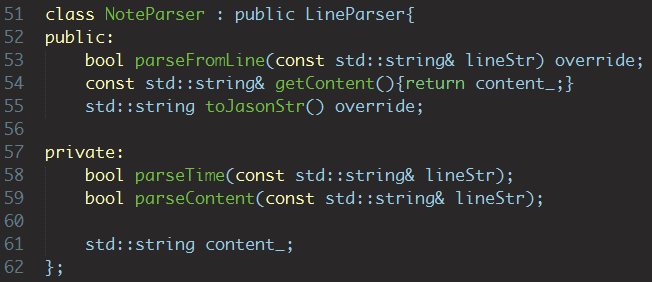 51 class NoteParser : public LineParser{
52 public:
53     bool parseFromLine(const std::string& lineStr) override;
54     const std::string& getContent(){return content_;}
55     std::string toJasonStr() override;
56
57 private:
58     bool parseTime(const std::string& lineStr);
59     bool parseContent(const std::string& lineStr);
60
61     std::string content_;
62 };